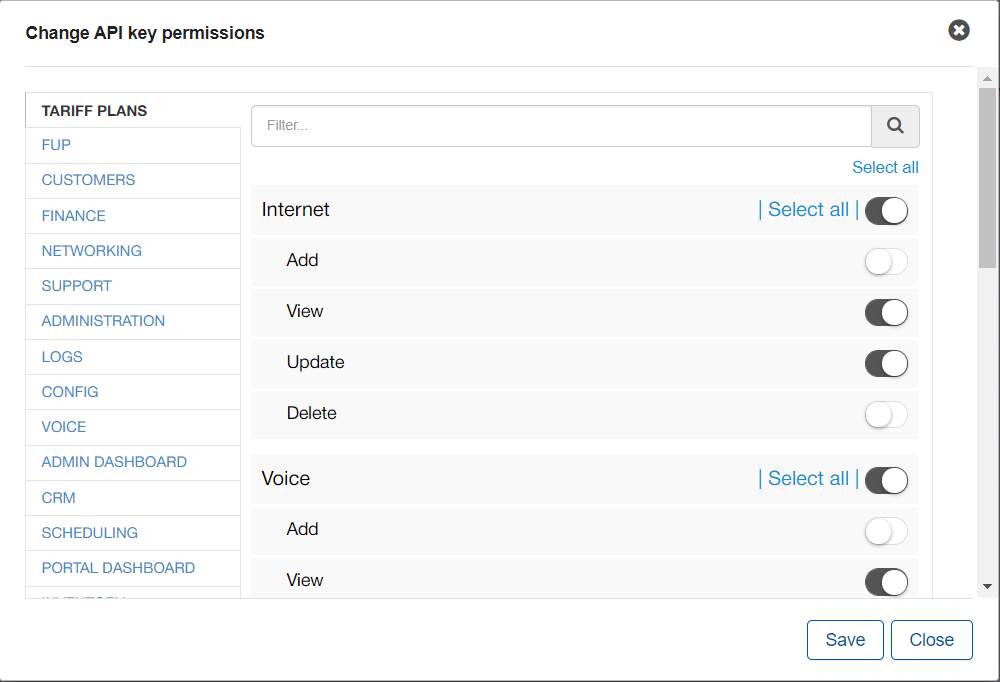 Change API key permissions
TARIFF PLANS
FUP
CUSTOMERS
FINANCE
NETWORKING
SUPPORT
ADMINISTRATION
LOGS
CONFIG
VOICE
ADMIN DASHBOARD
CRM
SCHEDULING
PORTAL DASHBOARD
Filter...
Select all
Internet | Select all |
Add
View
Update
Delete
Voice | Select all |
Add
View
Save Close